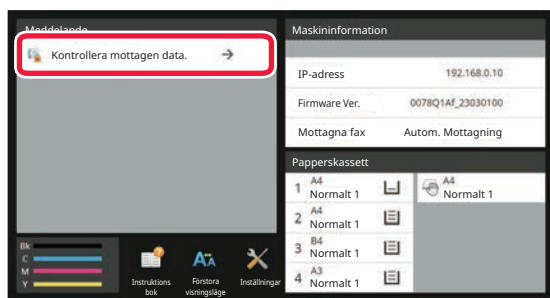 Meddelande
Kontrollera mottagen data.
Maskininformation
IP-adress 192.168.0.10
Firmware Ver. 0078Q1Af_23030100
Mottagna fax Autom. Mottagning
Papperskassett
1 A4
Normalt 1
A4
Normalt 1
2 A4
Normalt 1
3 B4
Normalt 1
4 A3
Normalt 1
Bk
C
M
Y
Instruktions
bok
Förstora
visningsläge
Inställningar